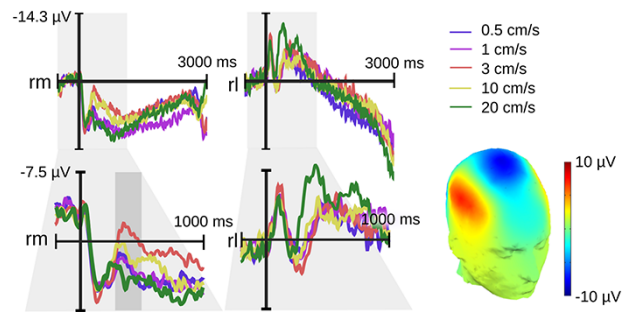 -14.3 µV
3000 ms
rm
3000 ms
rl
0.5 cm/s
1 cm/s
3 cm/s
10 cm/s
20 cm/s
-7.5 µV
1000 ms
rm
1000 ms
rl
10 µV
-10 µV